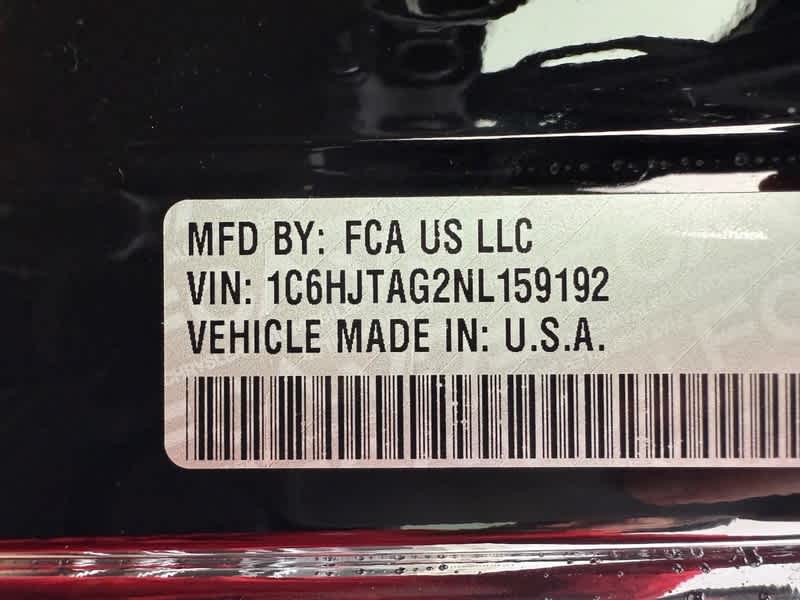 MFD BY: FCA US LLC
VIN: 1C6HJTAG2NL159192
VEHICLE MADE IN: U.S.A.